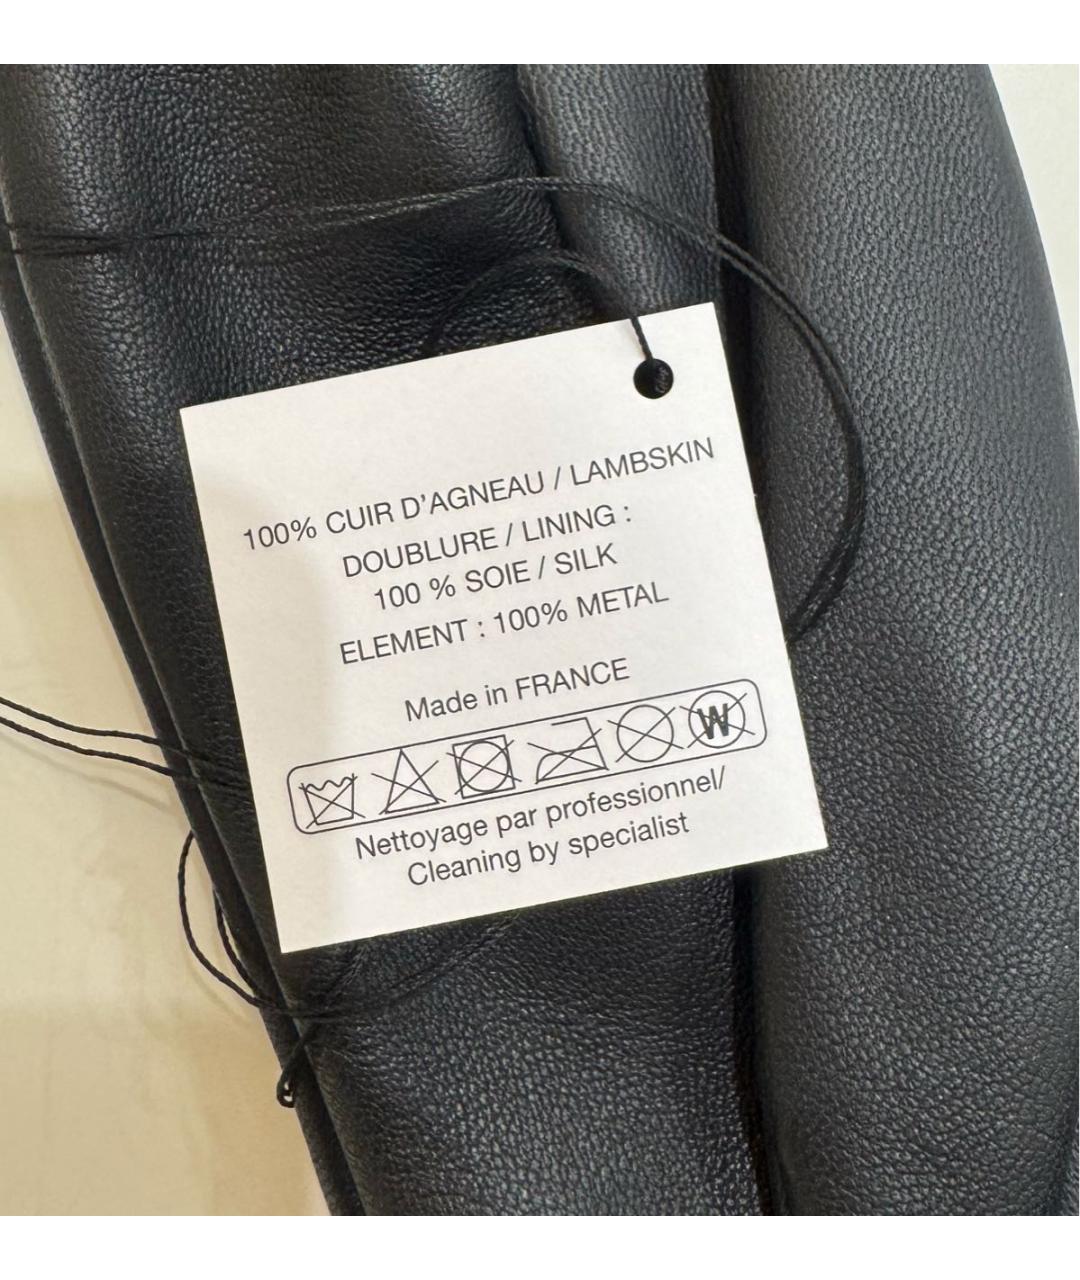 100% CUIR D'AGNEAU / LAMBSKIN
DOUBLURE / LINING :
100 % SOIE / SILK
ELEMENT : 100% METAL
Made in FRANCE
W
Nettoyage par professionnel/
Cleaning by specialist